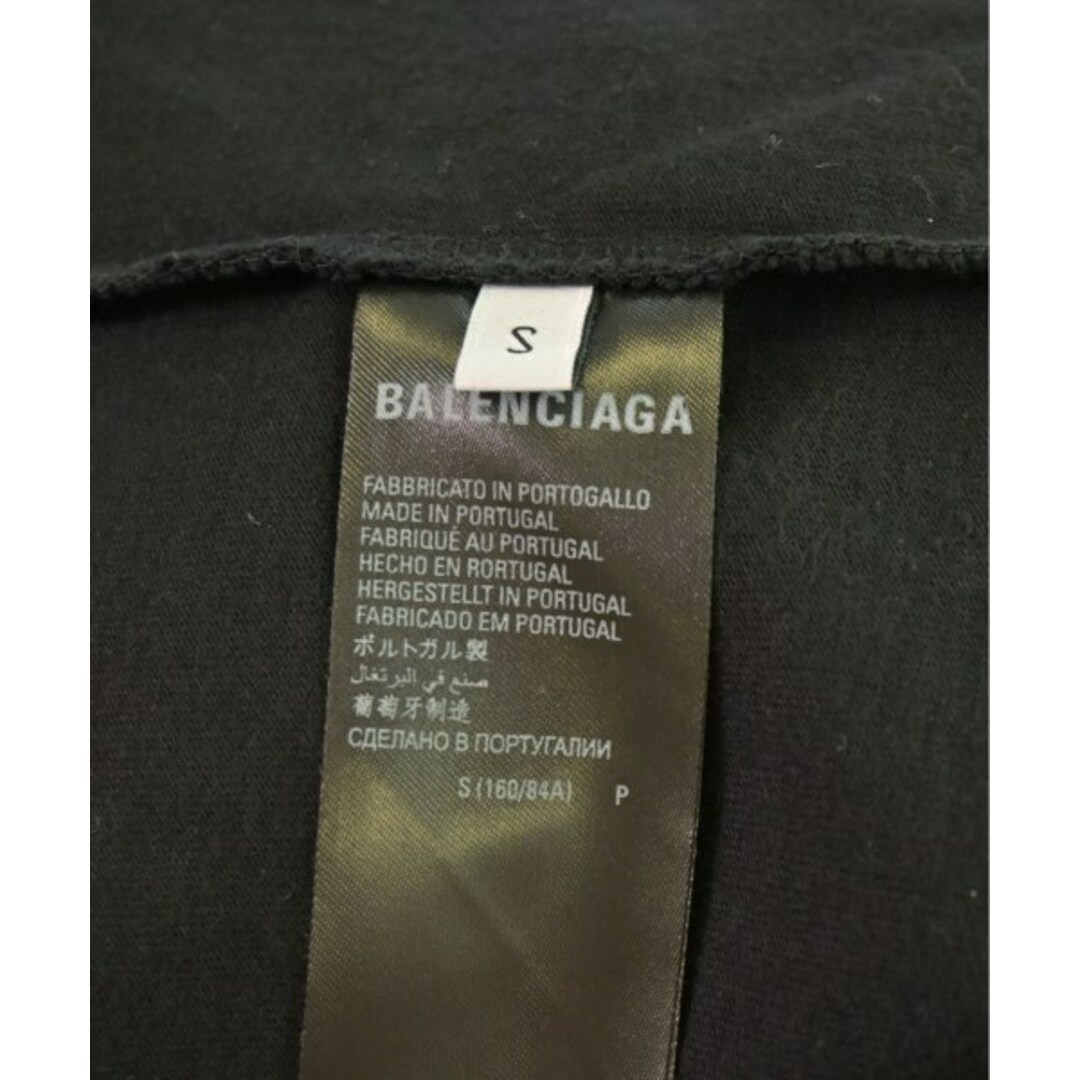 S
BALENCIAGA
FABBRICATO IN PORTOGALLO
MADE IN PORTUGAL
FABRIQUÉ AU PORTUGAL
HECHO EN RORTUGAL
HERGESTELLT IN PORTUGAL
FABRICADO EM PORTUGAL
ポルトガル製
صنع في البرتغال
葡萄牙制造
СДЕЛАНО В ПОРТУГАЛИИ
S (160/84A) P